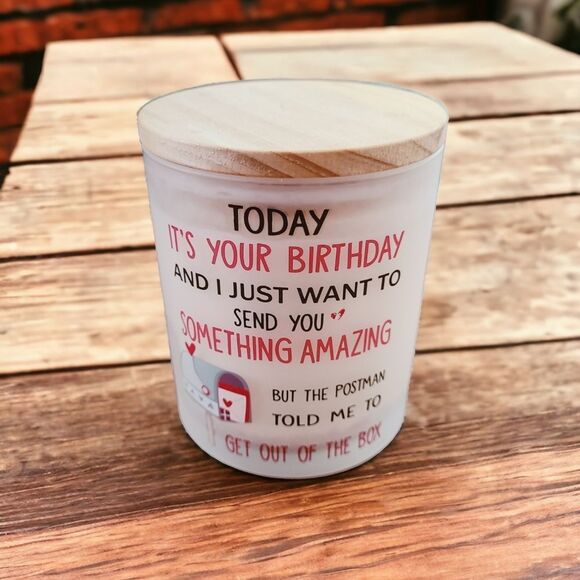 TODAY
IT'S YOUR BIRTHDAY
AND I JUST WANT TO
SEND YOU
SOMETHING AMAZING
BUT THE POSTMAN
TOLD ME TO
GET OUT OF THE BOX